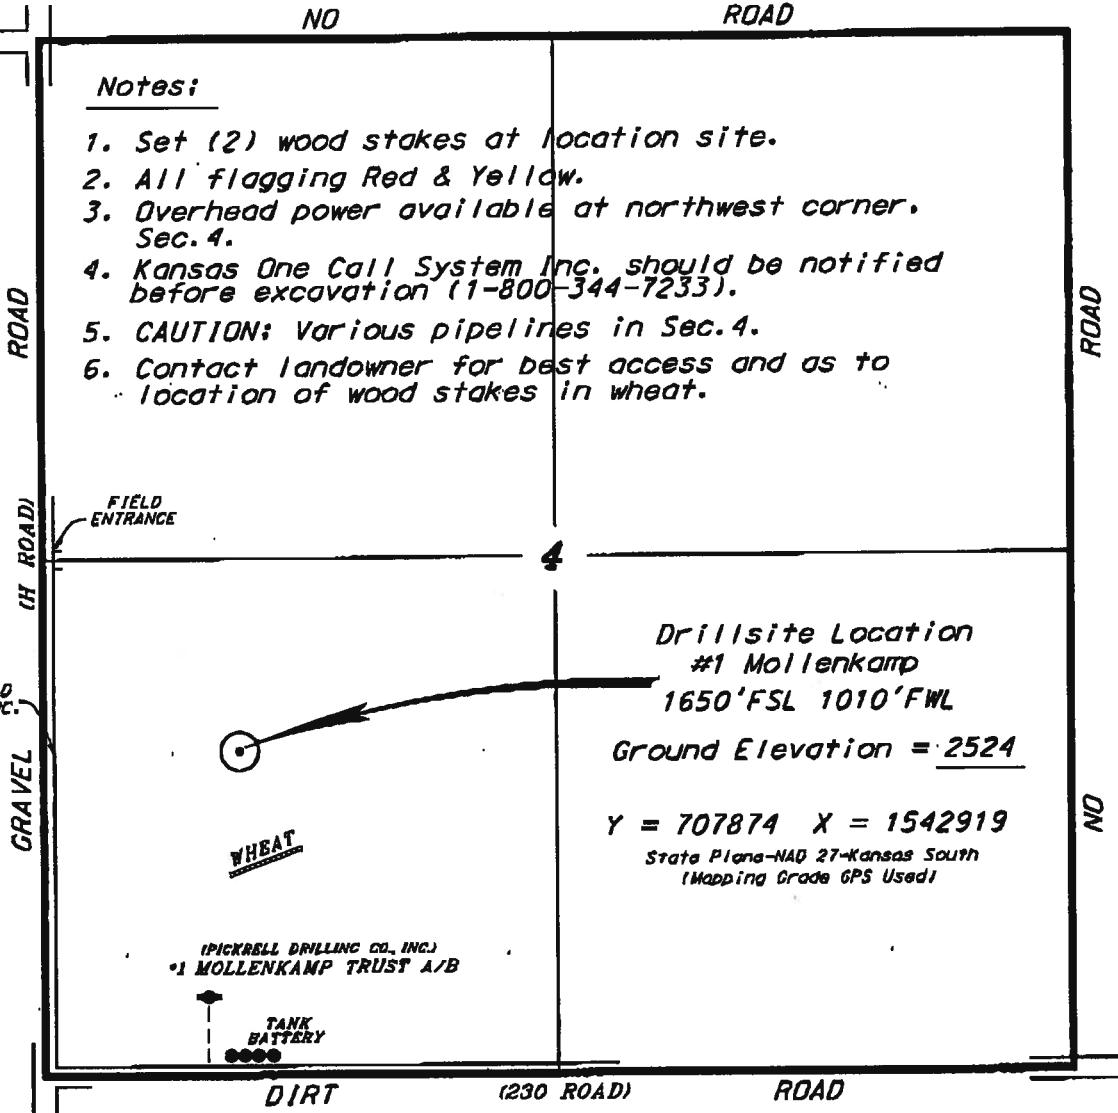 NO ROAD
Notes:
1. Set (2) wood stakes at location site.
2. All flagging Red & Yellow.
3. Overhead power available at northwest corner.
Sec. 4.
4. Kansas One Call System Inc. should be notified
before excavation (1-800-344-7233).
5. CAUTION: Various pipelines in Sec. 4.
6. Contact landowner for best access and as to
location of wood stakes in wheat.
ROAD
ROAD
FIELD
ENTRANCE
(H ROAD)
4
Drillsite Location
#1 Mollenkamp
1650'FSL 1010'FWL
Ground Elevation = 2524
Y = 707874 X = 1542919
State Plane-NAD 27-Kansas South
(Mapping Grade GPS Used)
GRAVEL
NO
WHEAT
(PICKRELL DRILLING CO., INC.)
#1 MOLLENKAMP TRUST A/B
TANK
BATTERY
DIRT (230 ROAD) ROAD